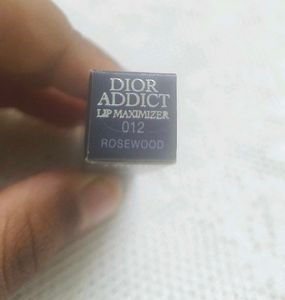 DIOR
ADDICT
LIP MAXIMIZER
012
ROSEWOOD